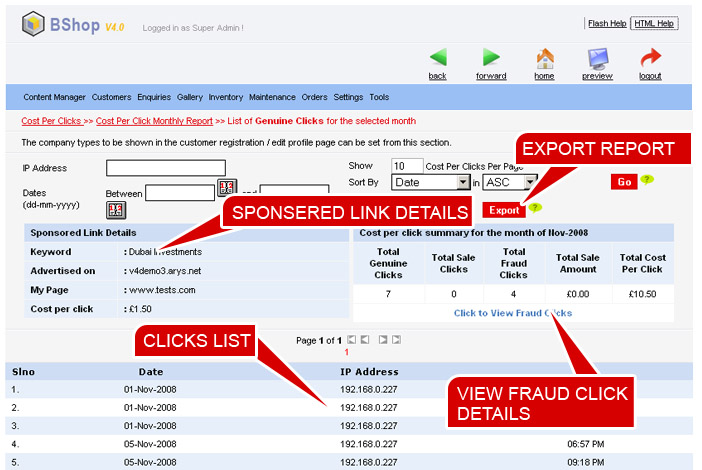 BShop V4.0 Logged in as Super Admin ! Flash Help HTML Help
back forward home preview logout
Content Manager Customers Enquiries Gallery Inventory Maintenance Orders Settings Tools
Cost Per Clicks >> Cost Per Click Monthly Report >> List of Genuine Clicks for the selected month
The company types to be shown in the customer registration / edit profile page can be set from this section.
EXPORT REPORT
IP Address Show 10 Cost Per Clicks Per Page
Sort By Date in ASC Go ?
Dates Between and
(dd-mm-yyyy)
Export ?
SPONSERED LINK DETAILS
Sponsored Link Details
Keyword : Dubai Investments
Advertised on : v4demo3.arys.net
My Page : www.tests.com
Cost per click : £1.50
Cost per click summary for the month of Nov-2008
Total Genuine Clicks Total Sale Clicks Total Fraud Clicks Total Sale Amount Total Cost Per Click
7 0 4 £0.00 £10.50
Click to View Fraud Clicks
CLICKS LIST
Page 1 of 1
1
VIEW FRAUD CLICK
DETAILS
Slno Date IP Address
1. 01-Nov-2008 192.168.0.227
2. 01-Nov-2008 192.168.0.227
3. 01-Nov-2008 192.168.0.227
4. 05-Nov-2008 192.168.0.227 06:57 PM
5. 05-Nov-2008 192.168.0.227 09:18 PM